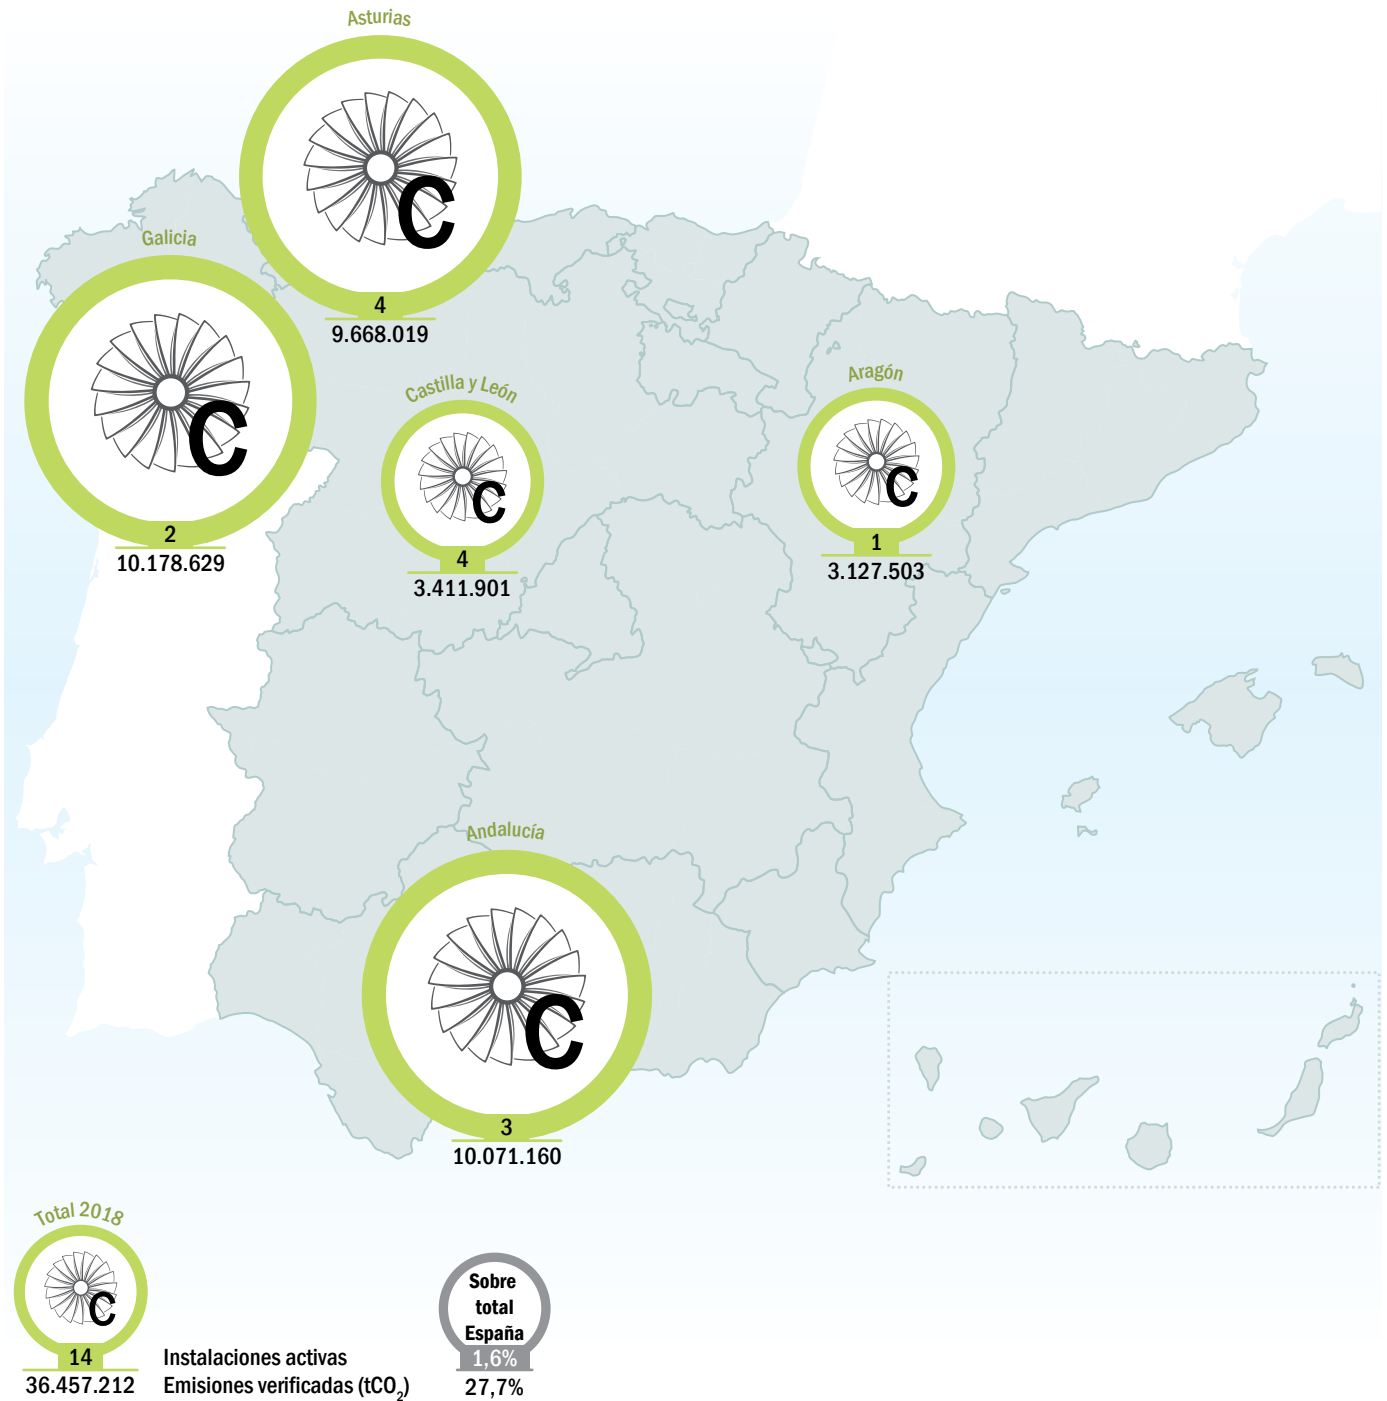 Asturias
C
4
9.668.019
Galicia
C
2
10.178.629
Castilla y León
C
4
3.411.901
Aragón
C
1
3.127.503
Andalucía
C
3
10.071.160
Total 2018
C
14 Instalaciones activas
36.457.212 Emisiones verificadas (tCO₂)
Sobre
total
España
1,6%
27,7%